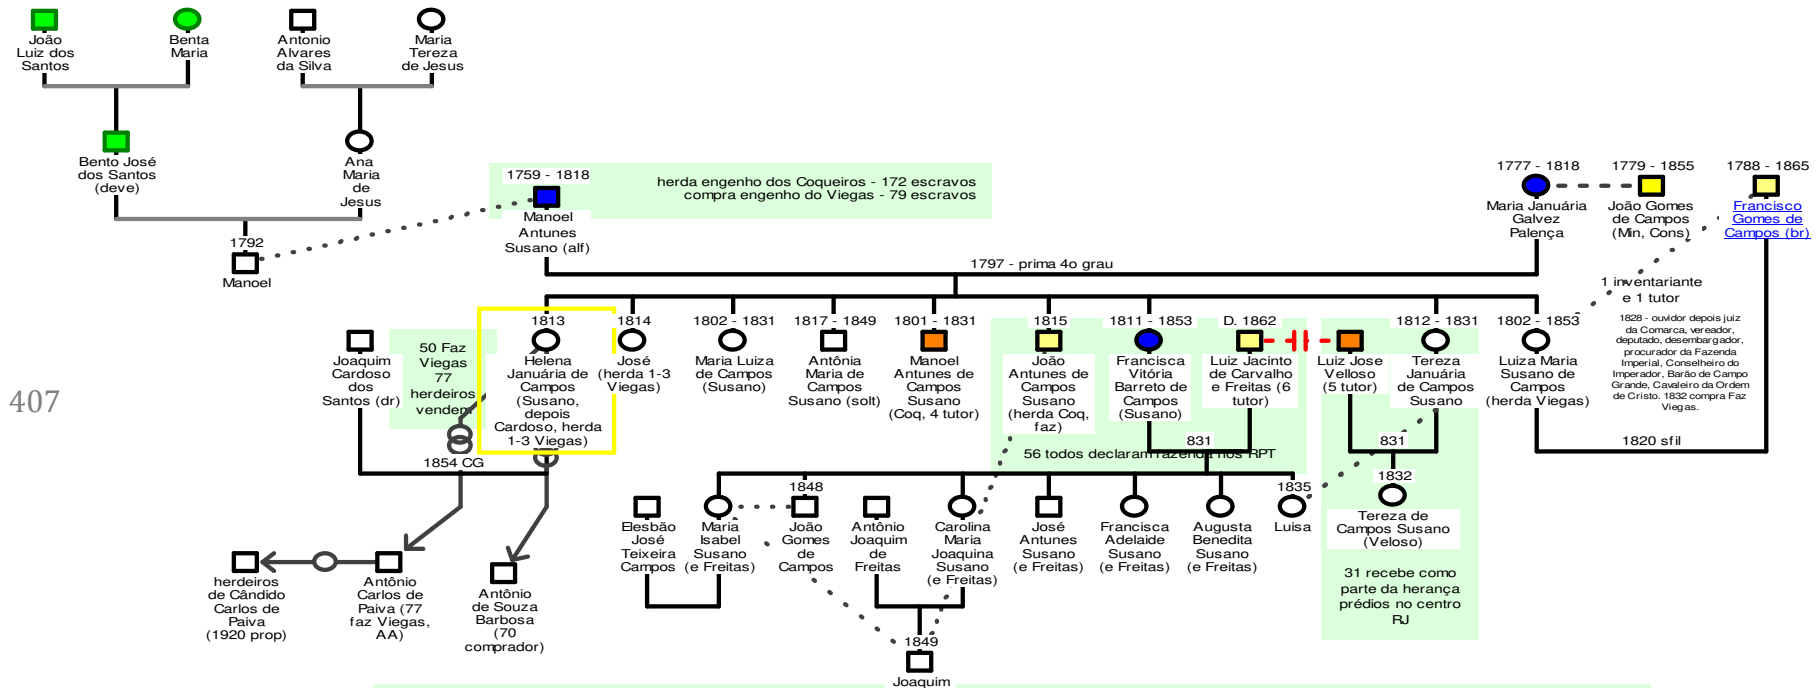 João
Luiz dos
Santos
Benta
Maria
Antonio
Alvares
da Silva
Maria
Tereza
de Jesus
Bento José
dos Santos
(deve)
Ana
Maria
de
Jesus
1792
Manoel
1759 - 1818
Manoel
Antunes
Susano (alf)
herda engenho dos Coqueiros - 172 escravos
compra engenho do Viegas - 79 escravos
1777 - 1818
Maria Januária
Galvez
Palença
1779 - 1855
João Gomes
de Campos
(Min, Cons)
1788 - 1865
Francisco
Gomes de
Campos (br)
1797 - prima 4o grau
1 inventariante
e 1 tutor
1828 - ouvidor depois juiz
da Comarca, vereador,
deputado, desembargador,
procurador da Fazenda
Imperial, Conselheiro do
Imperador, Barão de Campo
Grande, Cavaleiro da Ordem
de Cristo. 1832 compra Faz
Viegas.
407
Joaquim
Cardoso
dos
Santos (dr)
50 Faz
Viegas
77
herdeiros
vendem
1813
Helena
Januária de
Campos
(Susano,
depois
Cardoso, herda
1-3 Viegas)
1814
José
(herda 1-3
Viegas)
1802 - 1831
Maria Luiza
de Campos
(Susano)
1817 - 1849
Antônia
Maria de
Campos
Susano (solt)
1801 - 1831
Manoel
Antunes de
Campos
Susano
(Coq, 4 tutor)
1815
João
Antunes de
Campos
Susano
(herda Coq,
faz)
1811 - 1853
Francisca
Vitória
Barreto de
Campos
(Susano)
D. 1862
Luiz Jacinto
de Carvalho
e Freitas (6
tutor)
Luiz Jose
Velloso
(5 tutor)
1812 - 1831
Tereza
Januária
de Campos
Susano
1802 - 1853
Luiza Maria
Susano de
Campos
(herda Viegas)
1854 CG
831
56 todos declaram fazenda nos RPT
831
1820 sfil
1832
Tereza de
Campos Susano
(Veloso)
31 recebe como
parte da herança
prédios no centro
RJ
Elesbão
José
Teixeira
Campos
Maria
Isabel
Susano
(e Freitas)
1848
João
Gomes
de
Campos
Antônio
Joaquim
de
Freitas
Carolina
Maria
Joaquina
Susano
(e Freitas)
José
Antunes
Susano
(e Freitas)
Francisca
Adelaide
Susano
(e Freitas)
Augusta
Benedita
Susano
(e Freitas)
1835
Luisa
herdeiros
de Cândido
Carlos de
Paiva
(1920 prop)
Antônio
Carlos de
Paiva (77
faz Viegas,
AA)
Antônio
de Souza
Barbosa
(70
comprador)
1849
Joaquim